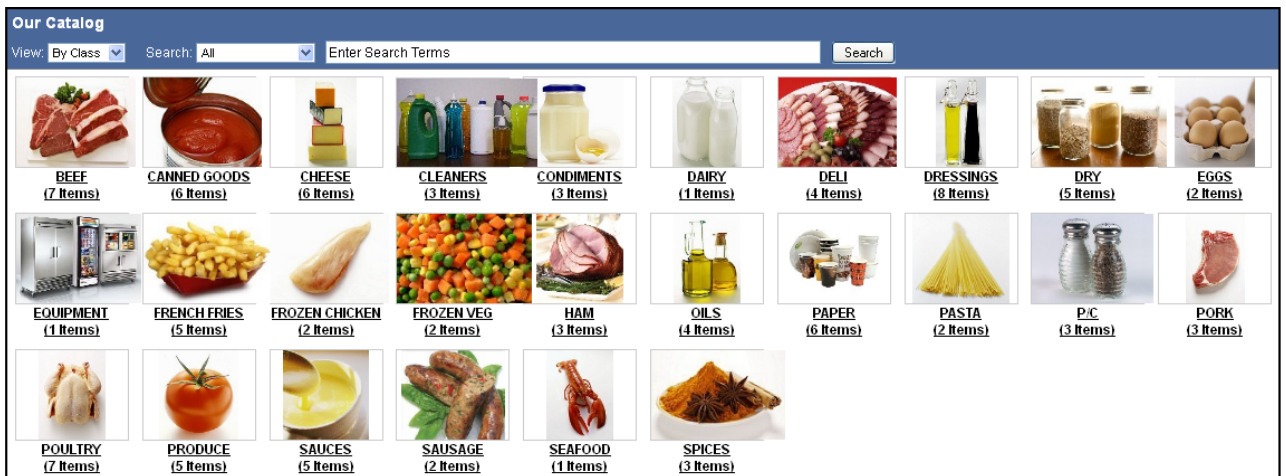 Our Catalog
View: By Class Search: All Enter Search Terms Search
BEEF CANNED GOODS CHEESE CLEANERS CONDIMENTS DAIRY DELI DRESSINGS DRY EGGS
(7 Items) (6 Items) (6 Items) (3 Items) (3 Items) (1 Items) (4 Items) (8 Items) (5 Items) (2 Items)
EQUIPMENT FRENCH FRIES FROZEN CHICKEN FROZEN VEG HAM OILS PAPER PASTA P/C PORK
(1 Items) (5 Items) (2 Items) (2 Items) (3 Items) (4 Items) (6 Items) (2 Items) (3 Items) (3 Items)
POULTRY PRODUCE SAUCES SAUSAGE SEAFOOD SPICES
(7 Items) (5 Items) (5 Items) (2 Items) (1 Items) (3 Items)